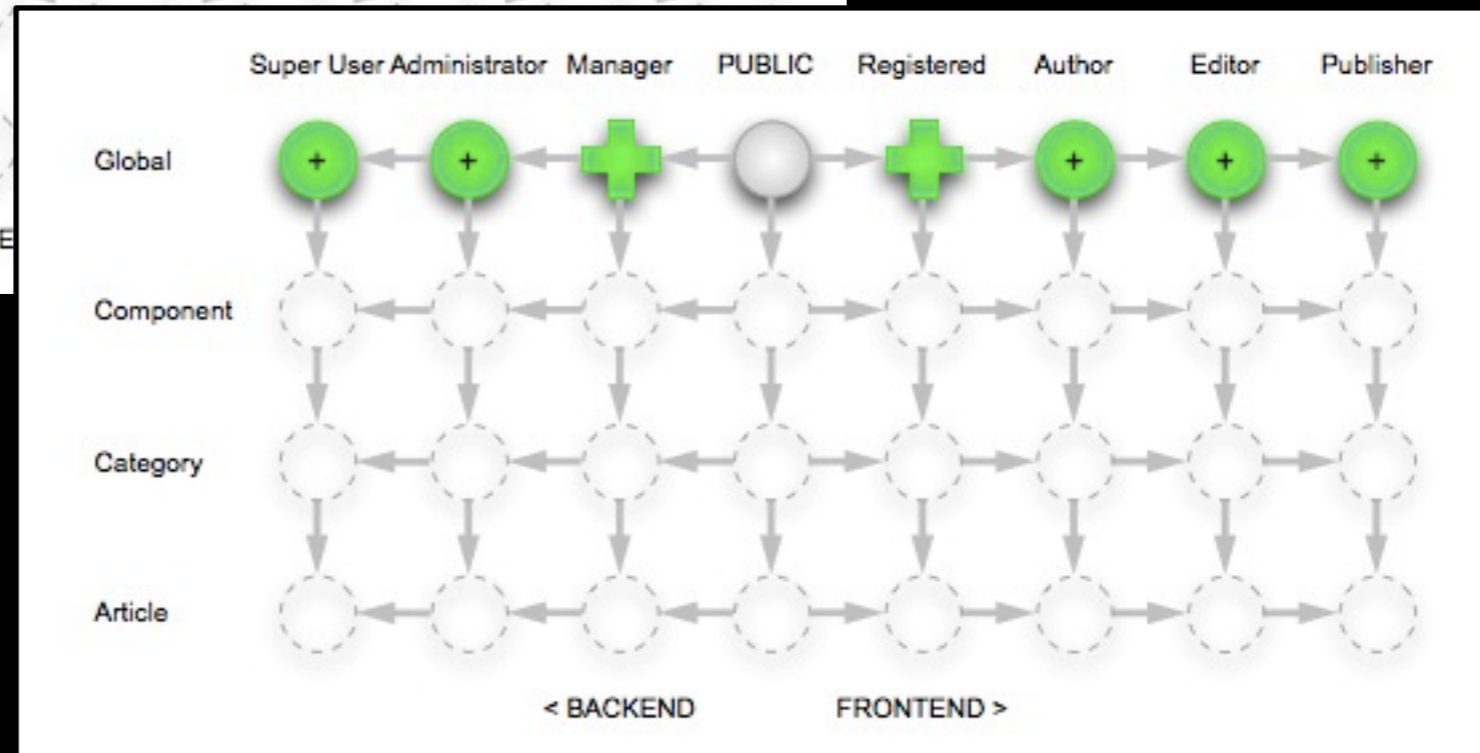 Super User Administrator Manager PUBLIC Registered Author Editor Publisher
Global + + + + +
Component
Category
Article
< BACKEND FRONTEND >